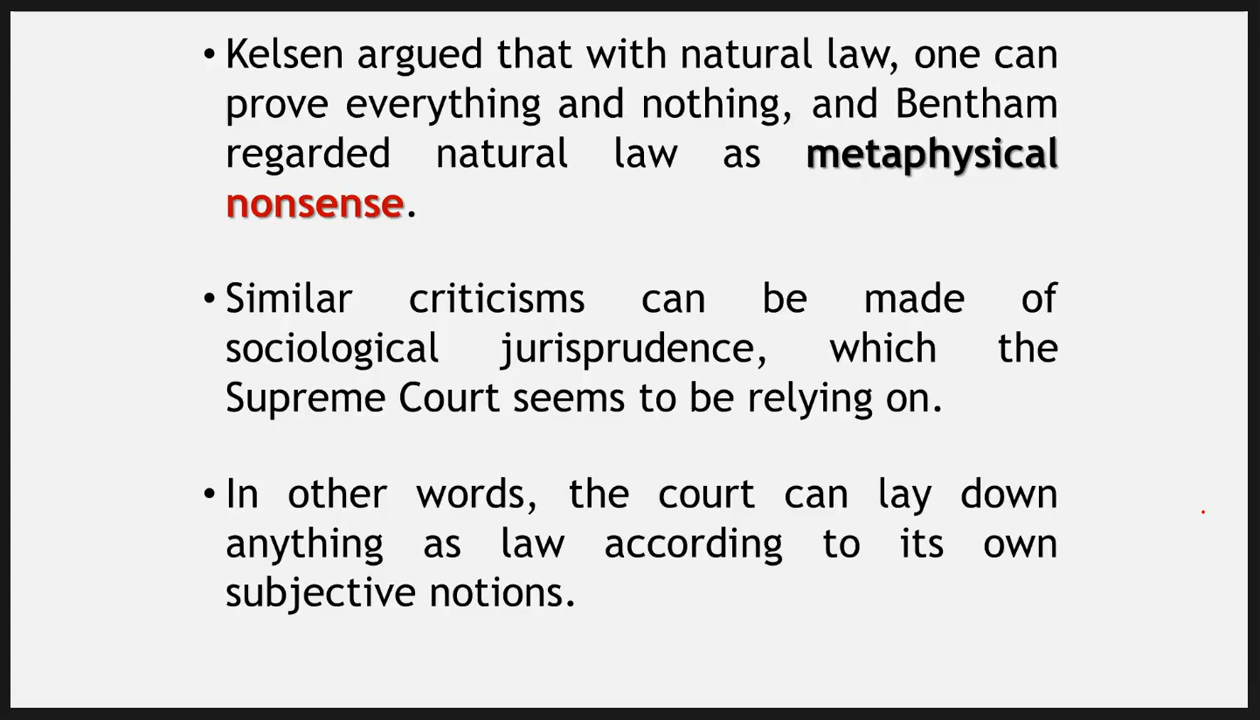 • Kelsen argued that with natural law, one can
prove everything and nothing, and Bentham
regarded natural law as metaphysical
nonsense.
• Similar criticisms can be made of
sociological jurisprudence, which the
Supreme Court seems to be relying on.
• In other words, the court can lay down
anything as law according to its own
subjective notions.